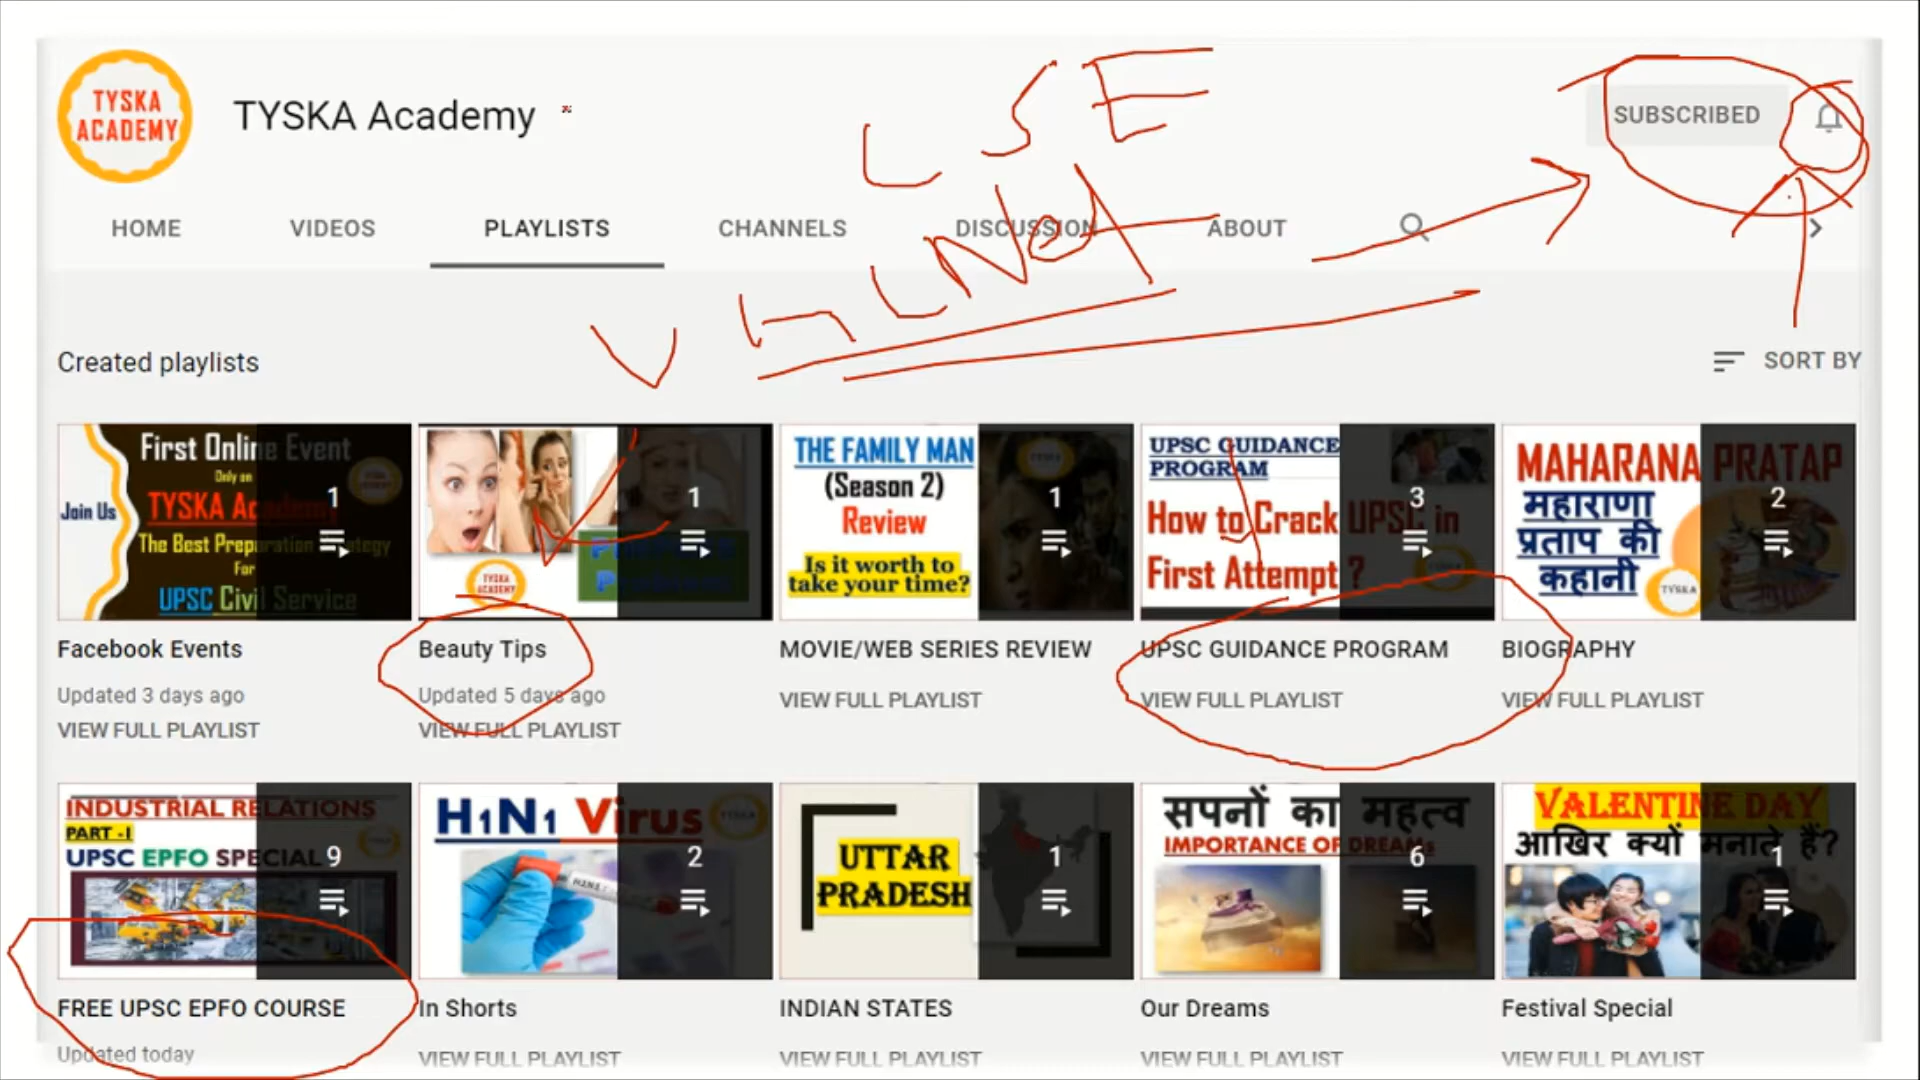 TYSKA
ACADEMY
TYSKA Academy
SUBSCRIBED
C S E
HOME VIDEOS PLAYLISTS CHANNELS DISCUSSION ABOUT
Created playlists
SORT BY
First Online Event
Only on
Join Us
TYSKA Academy
The Best Preparation Strategy
For
UPSC Civil Service
1
Facebook Events
Updated 3 days ago
VIEW FULL PLAYLIST
TYSKA
ACADEMY
1
Beauty Tips
Updated 5 days ago
VIEW FULL PLAYLIST
THE FAMILY MAN
(Season 2)
Review
Is it worth to
take your time?
1
MOVIE/WEB SERIES REVIEW
VIEW FULL PLAYLIST
UPSC GUIDANCE
PROGRAM
How to Crack UPSC in
First Attempt ?
3
UPSC GUIDANCE PROGRAM
VIEW FULL PLAYLIST
MAHARANA PRATAP
महाराणा
प्रताप की
कहानी
TYSKA
2
BIOGRAPHY
VIEW FULL PLAYLIST
INDUSTRIAL RELATIONS
PART -I
UPSC EPFO SPECIAL
9
FREE UPSC EPFO COURSE
Updated today
H1N1 Virus
H1N1
2
In Shorts
VIEW FULL PLAYLIST
UTTAR
PRADESH
1
INDIAN STATES
VIEW FULL PLAYLIST
सपनों का महत्व
IMPORTANCE OF DREAMS
6
Our Dreams
VIEW FULL PLAYLIST
VALENTINE DAY
आखिर क्यों मनाते हैं?
1
Festival Special
VIEW FULL PLAYLIST